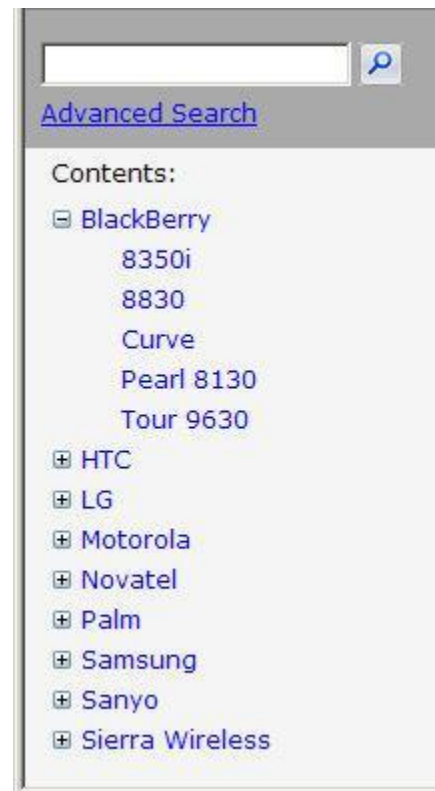 Advanced Search
Contents:
BlackBerry
8350i
8830
Curve
Pearl 8130
Tour 9630
HTC
LG
Motorola
Novatel
Palm
Samsung
Sanyo
Sierra Wireless